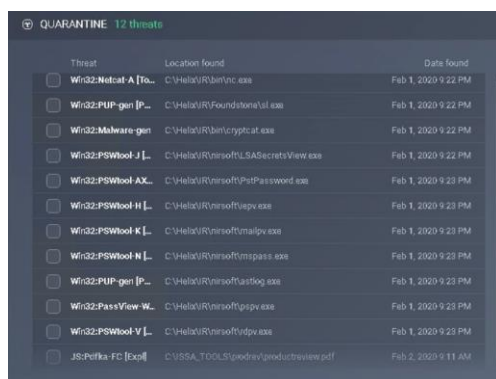 QUARANTINE 12 threats
Threat Location found Date found
Win32:Netcat-A [To... C:\Helix\IR\bin\nc.exe Feb 1, 2020 9:22 PM
Win32:PUP-gen [P... C:\Helix\IR\Foundstone\sl.exe Feb 1, 2020 9:22 PM
Win32:Malware-gen C:\Helix\IR\bin\cryptcat.exe Feb 1, 2020 9:22 PM
Win32:PSWtool-J [... C:\Helix\IR\nirsoft\LSASecretsView.exe Feb 1, 2020 9:22 PM
Win32:PSWtool-AX... C:\Helix\IR\nirsoft\PstPassword.exe Feb 1, 2020 9:23 PM
Win32:PSWtool-H [... C:\Helix\IR\nirsoft\iepv.exe Feb 1, 2020 9:23 PM
Win32:PSWtool-K [... C:\Helix\IR\nirsoft\mailpv.exe Feb 1, 2020 9:23 PM
Win32:PSWtool-N [... C:\Helix\IR\nirsoft\mspass.exe Feb 1, 2020 9:23 PM
Win32:PUP-gen [P... C:\Helix\IR\nirsoft\astlog.exe Feb 1, 2020 9:23 PM
Win32:PassView-W... C:\Helix\IR\nirsoft\pspv.exe Feb 1, 2020 9:23 PM
Win32:PSWtool-V [... C:\Helix\IR\nirsoft\rdpv.exe Feb 1, 2020 9:23 PM
JS:Pdfka-FC [Expl] C:\ISSA_TOOLS\prodrev\productreview.pdf Feb 2, 2020 9:11 AM